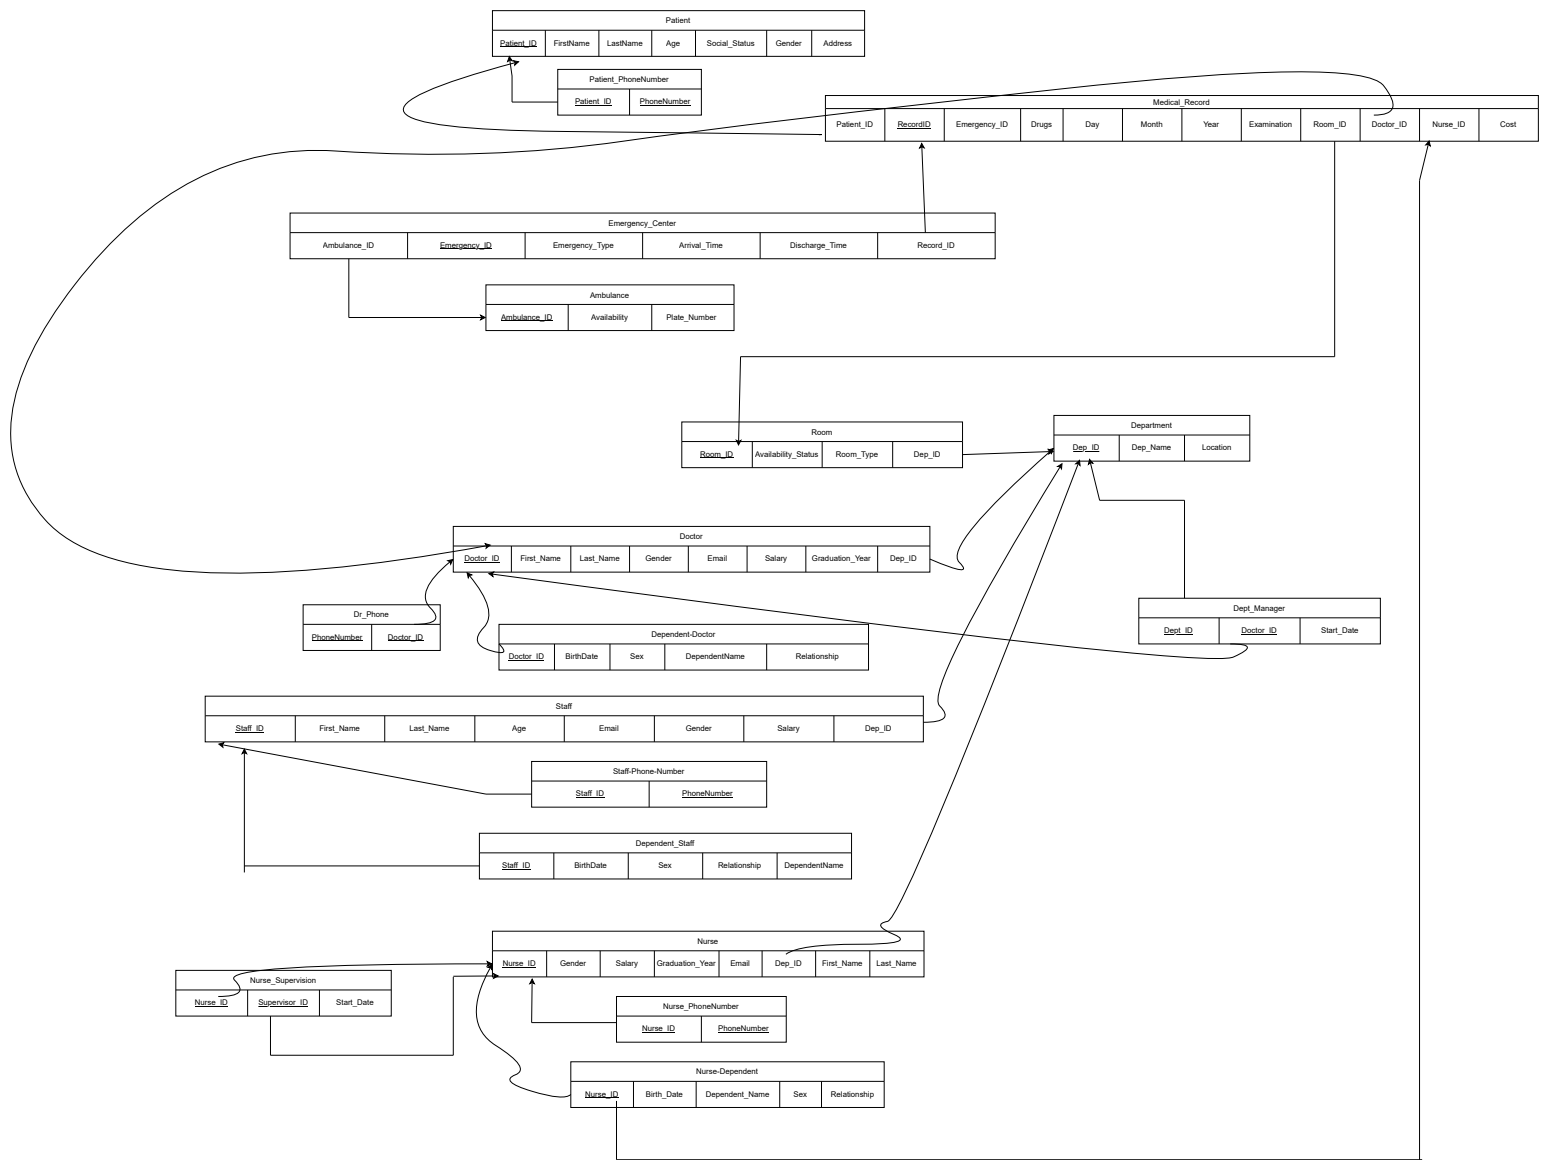 Patient
Patient_ID FirstName LastName Age Social_Status Gender Address
Patient_PhoneNumber
Patient_ID PhoneNumber
Medical_Record
Patient_ID RecordID Emergency_ID Drugs Day Month Year Examination Room_ID Doctor_ID Nurse_ID Cost
Emergency_Center
Ambulance_ID Emergency_ID Emergency_Type Arrival_Time Discharge_Time Record_ID
Ambulance
Ambulance_ID Availability Plate_Number
Room
Room_ID Availability_Status Room_Type Dep_ID
Department
Dep_ID Dep_Name Location
Doctor
Doctor_ID First_Name Last_Name Gender Email Salary Graduation_Year Dep_ID
Dr_Phone
PhoneNumber Doctor_ID
Dept_Manager
Dept_ID Doctor_ID Start_Date
Dependent-Doctor
Doctor_ID BirthDate Sex DependentName Relationship
Staff
Staff_ID First_Name Last_Name Age Email Gender Salary Dep_ID
Staff-Phone-Number
Staff_ID PhoneNumber
Dependent_Staff
Staff_ID BirthDate Sex Relationship DependentName
Nurse
Nurse_ID Gender Salary Graduation_Year Email Dep_ID First_Name Last_Name
Nurse_Supervision
Nurse_ID Supervisor_ID Start_Date
Nurse_PhoneNumber
Nurse_ID PhoneNumber
Nurse-Dependent
Nurse_ID Birth_Date Dependent_Name Sex Relationship